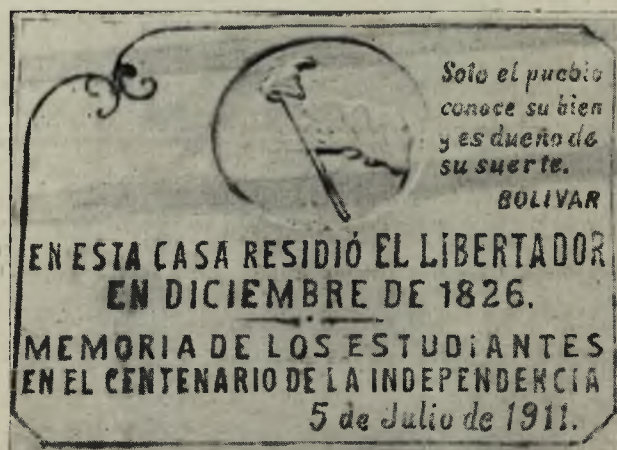 Solo el pueblo
conoce su bien
y es dueño de
su suerte.
BOLIVAR
EN ESTA CASA RESIDIÓ EL LIBERTADOR
EN DICIEMBRE DE 1826.
MEMORIA DE LOS ESTUDIANTES
EN EL CENTENARIO DE LA INDEPENDENCIA
5 de Julio de 1911.